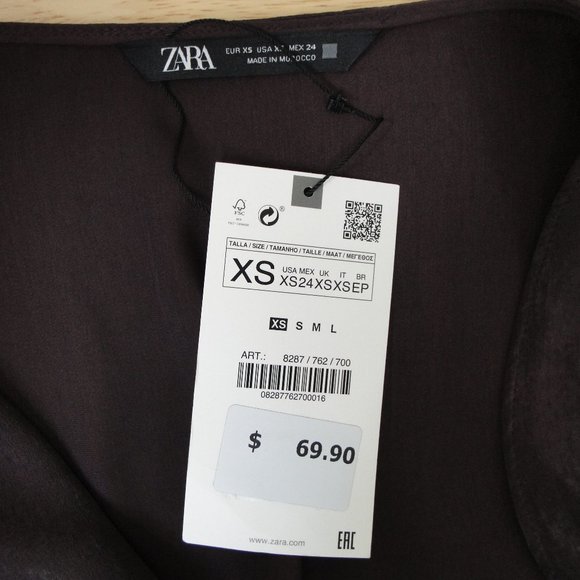 ZARA
EUR XS USA XS MEX 24
MADE IN MOROCCO
FSC
TALLA / SIZE / TAMANHO / TAILLE / MAAT / ΜΕΓΕΘΟΣ
XS
USA MEX UK IT BR
XS 24 XS XS EP
XS S M L
ART.: 8287 / 762 / 700
08287762700016
$ 69.90
www.zara.com
EAC